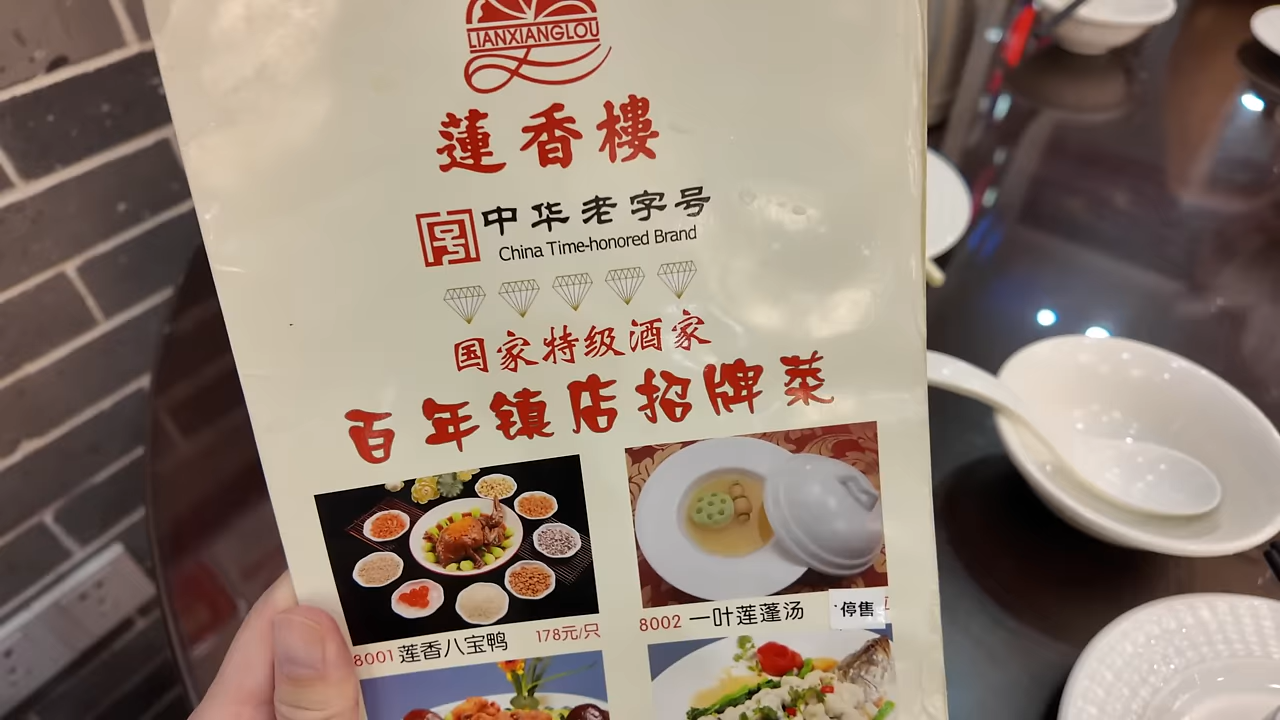 LIANXIANGLOU
蓮香樓
号 中华老字号
China Time-honored Brand
国家特级酒家
百年镇店招牌菜
8001 莲香八宝鸭 178元/只
8002 一叶莲蓬汤 停售